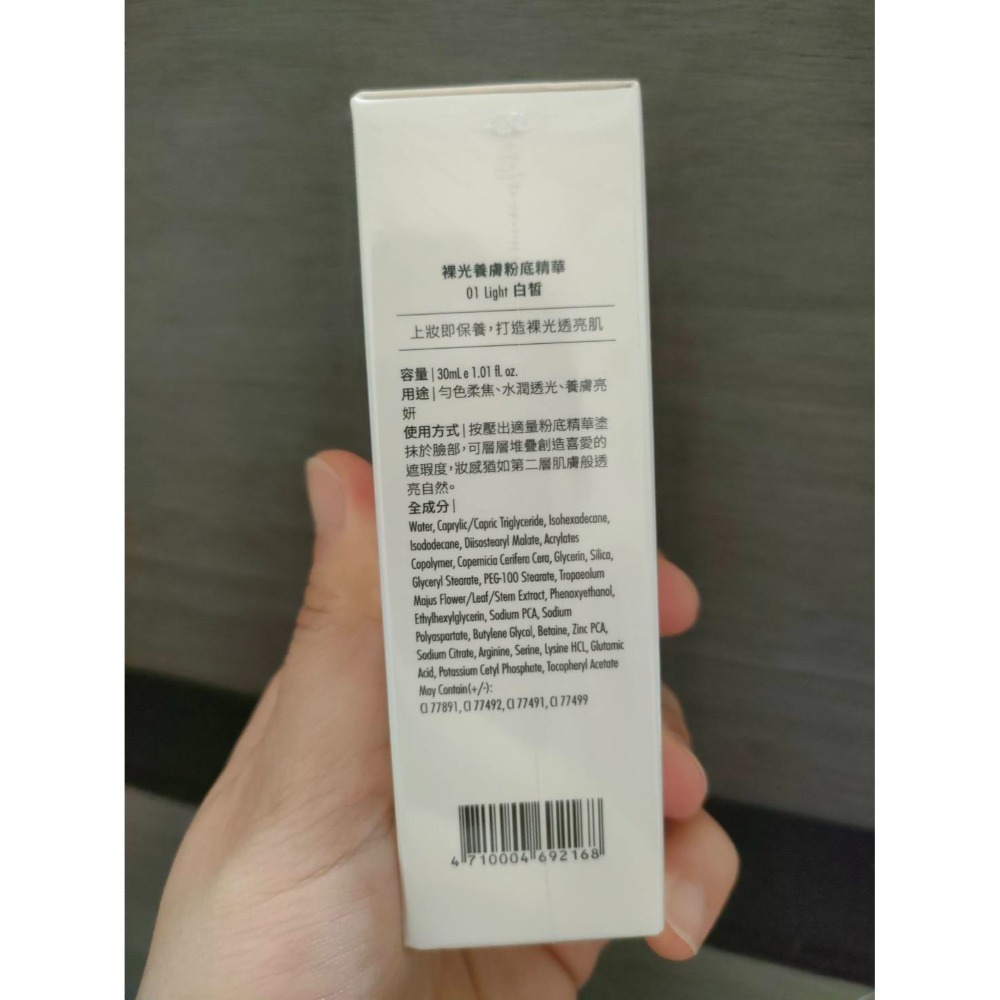 裸光養膚粉底精華
01 Light 白皙
上妝即保養,打造裸光透亮肌
容量|30mL e 1.01 fl. oz.
用途|勻色柔焦、水潤透光、養膚亮
妍
使用方式|按壓出適量粉底精華塗
抹於臉部,可層層堆疊創造喜愛的
遮瑕度,妝感猶如第二層肌膚般透
亮自然。
全成分|
Water, Caprylic/Capric Triglyceride, Isohexadecane,
Isododecane, Diisostearyl Malate, Acrylates
Copolymer, Copernicia Cerifera Cera, Glycerin, Silica,
Glyceryl Stearate, PEG-100 Stearate, Tropaeolum
Majus Flower/Leaf/Stem Extract, Phenoxyethanol,
Ethylhexylglycerin, Sodium PCA, Sodium
Polyaspartate, Butylene Glycol, Betaine, Zinc PCA,
Sodium Citrate, Arginine, Serine, Lysine HCL, Glutamic
Acid, Potassium Cetyl Phosphate, Tocopheryl Acetate
May Contain(+/-):
CI 77891, CI 77492, CI 77491, CI 77499
4 710004 692168